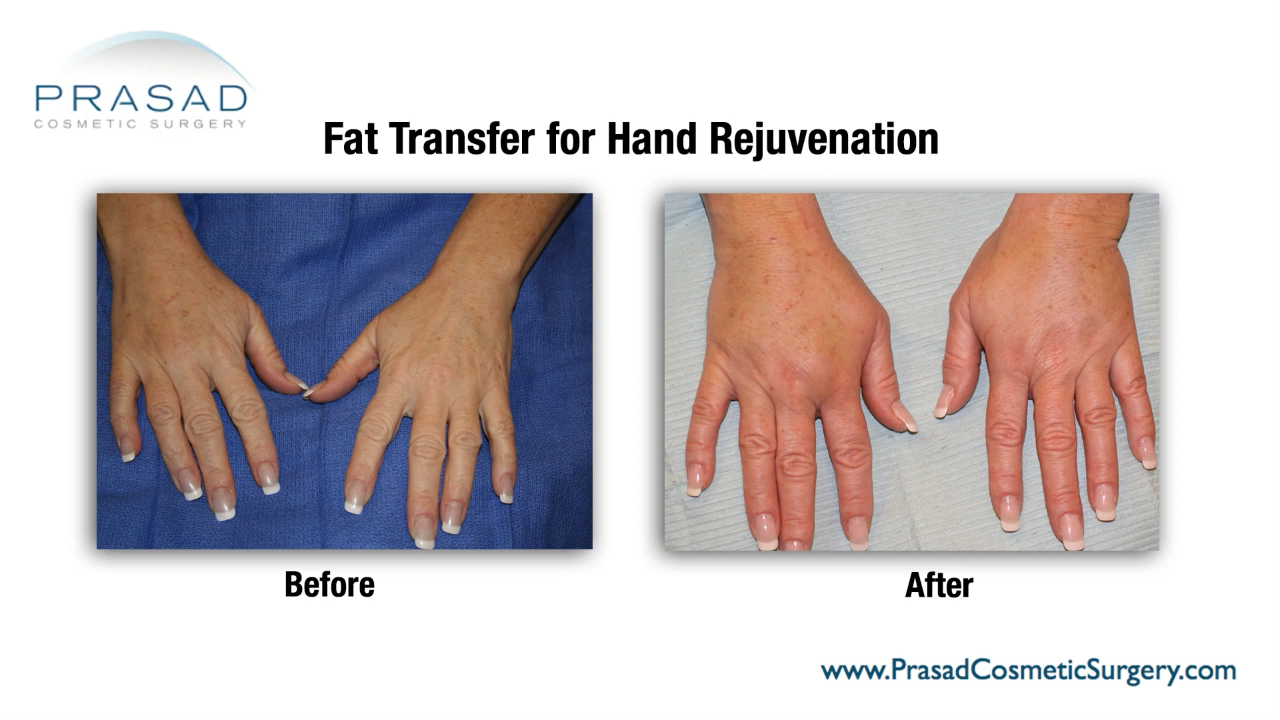 PRASAD
COSMETIC SURGERY
Fat Transfer for Hand Rejuvenation
Before
After
www.PrasadCosmeticSurgery.com